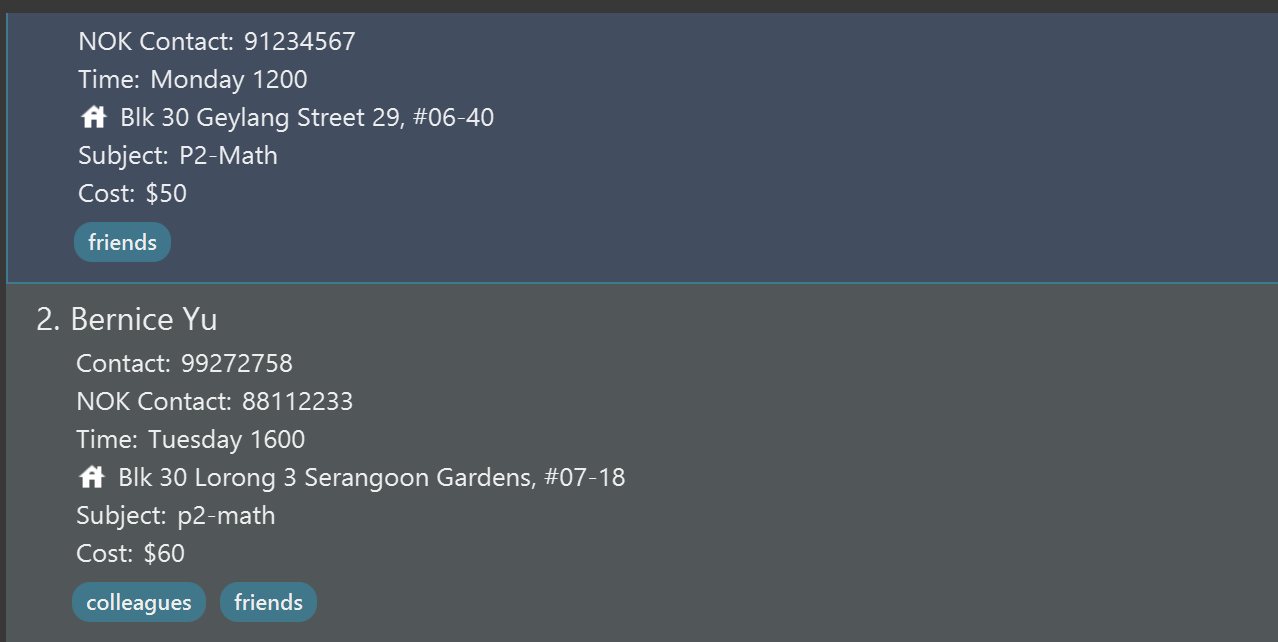 NOK Contact: 91234567
Time: Monday 1200
Blk 30 Geylang Street 29, #06-40
Subject: P2-Math
Cost: $50
friends
2. Bernice Yu
Contact: 99272758
NOK Contact: 88112233
Time: Tuesday 1600
Blk 30 Lorong 3 Serangoon Gardens, #07-18
Subject: p2-math
Cost: $60
colleagues friends